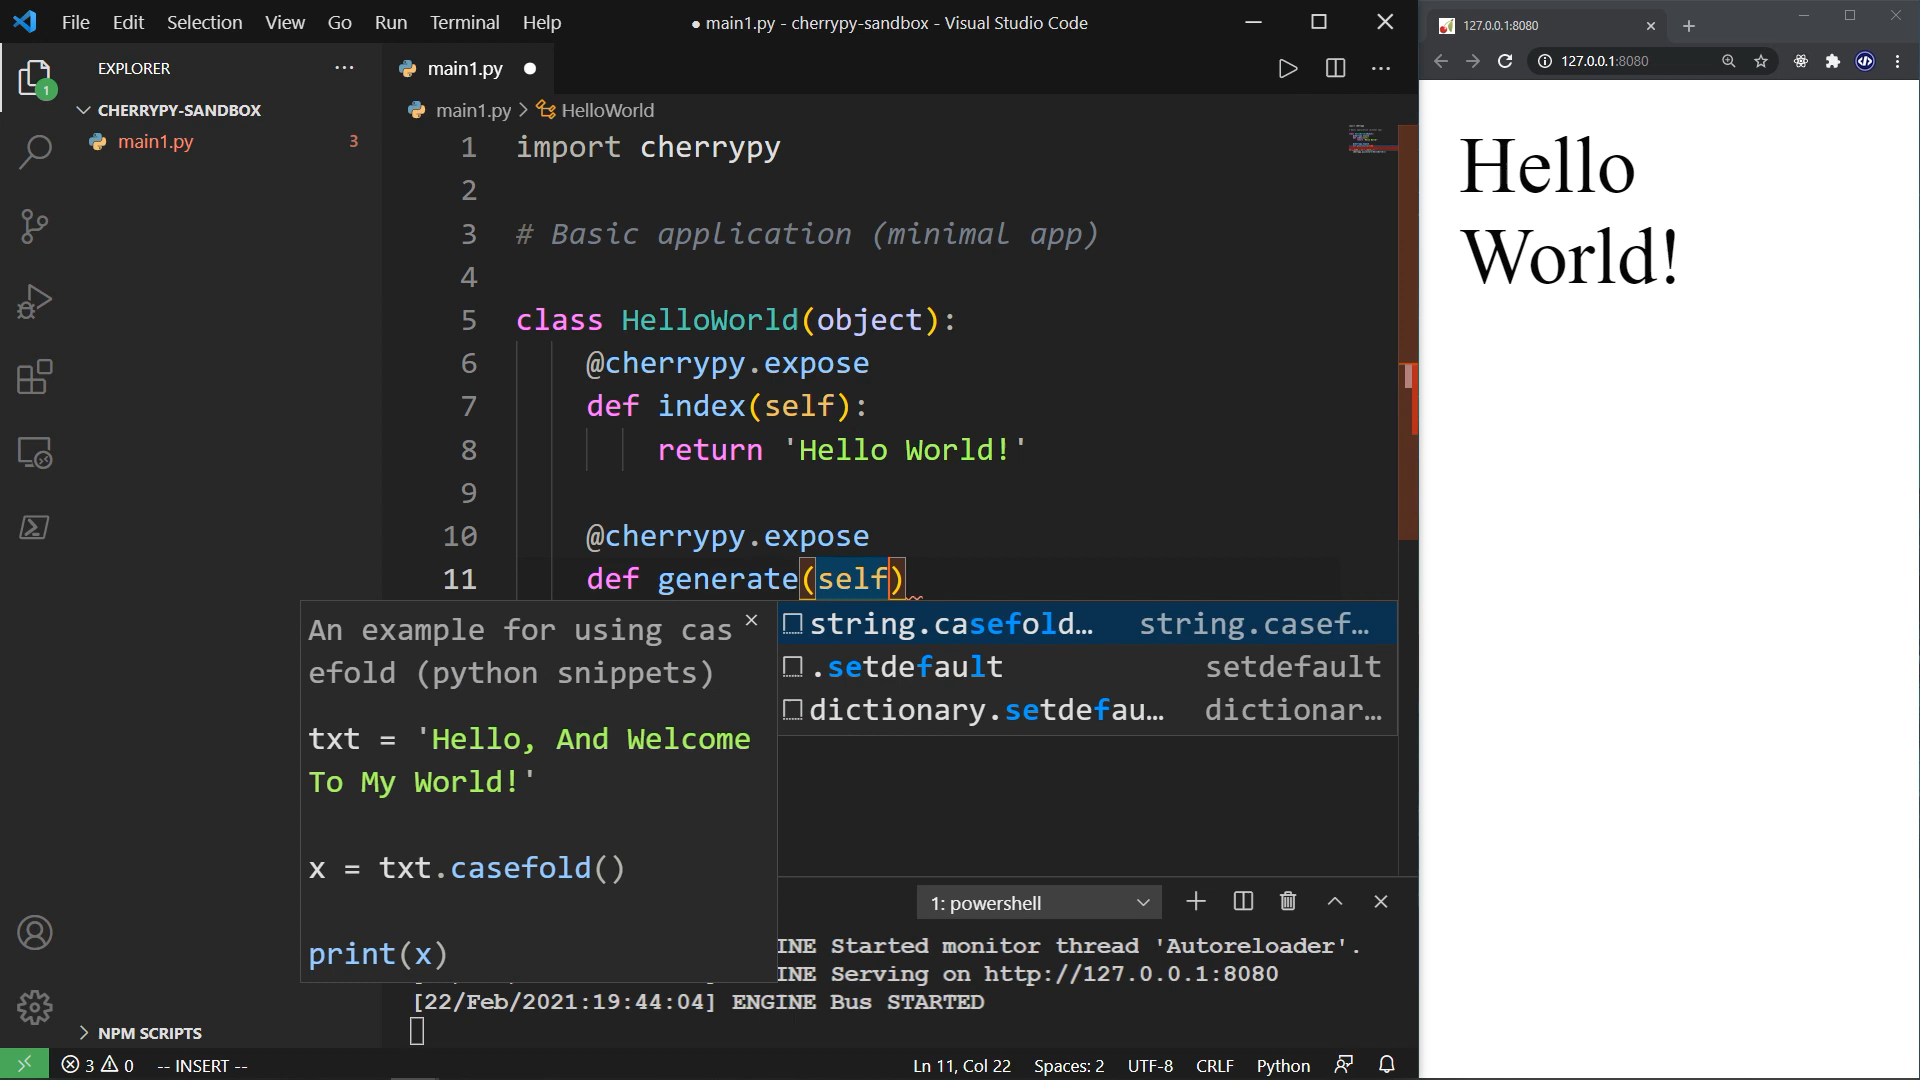 File Edit Selection View Go Run Terminal Help
● main1.py - cherrypy-sandbox - Visual Studio Code
127.0.0.1:8080
127.0.0.1:8080
EXPLORER
main1.py
CHERRYPY-SANDBOX
main1.py 3
1
main1.py > HelloWorld
1 import cherrypy
2
3 # Basic application (minimal app)
4
5 class HelloWorld(object):
6 @cherrypy.expose
7 def index(self):
8 return 'Hello World!'
9
10 @cherrypy.expose
11 def generate(self)
An example for using cas
efold (python snippets)
txt = 'Hello, And Welcome
To My World!'
x = txt.casefold()
print(x)
string.casefold… string.casef…
.setdefault setdefault
dictionary.setdefau… dictionar…
1: powershell
INE Started monitor thread 'Autoreloader'.
INE Serving on http://127.0.0.1:8080
[22/Feb/2021:19:44:04] ENGINE Bus STARTED
NPM SCRIPTS
3 0 -- INSERT --
Ln 11, Col 22 Spaces: 2 UTF-8 CRLF Python
Hello
World!